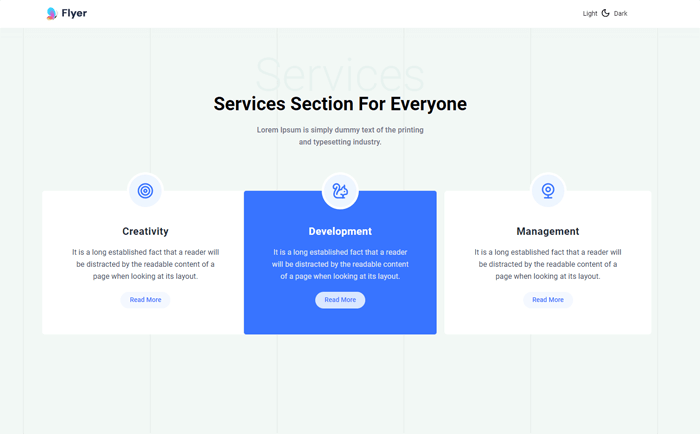 Flyer
Light Dark
Services
Services Section For Everyone
Lorem Ipsum is simply dummy text of the printing
and typesetting industry.
Creativity
It is a long established fact that a reader will
be distracted by the readable content of a
page when looking at its layout.
Read More
Development
It is a long established fact that a reader
will be distracted by the readable content
of a page when looking at its layout.
Read More
Management
It is a long established fact that a reader will
be distracted by the readable content of a
page when looking at its layout.
Read More